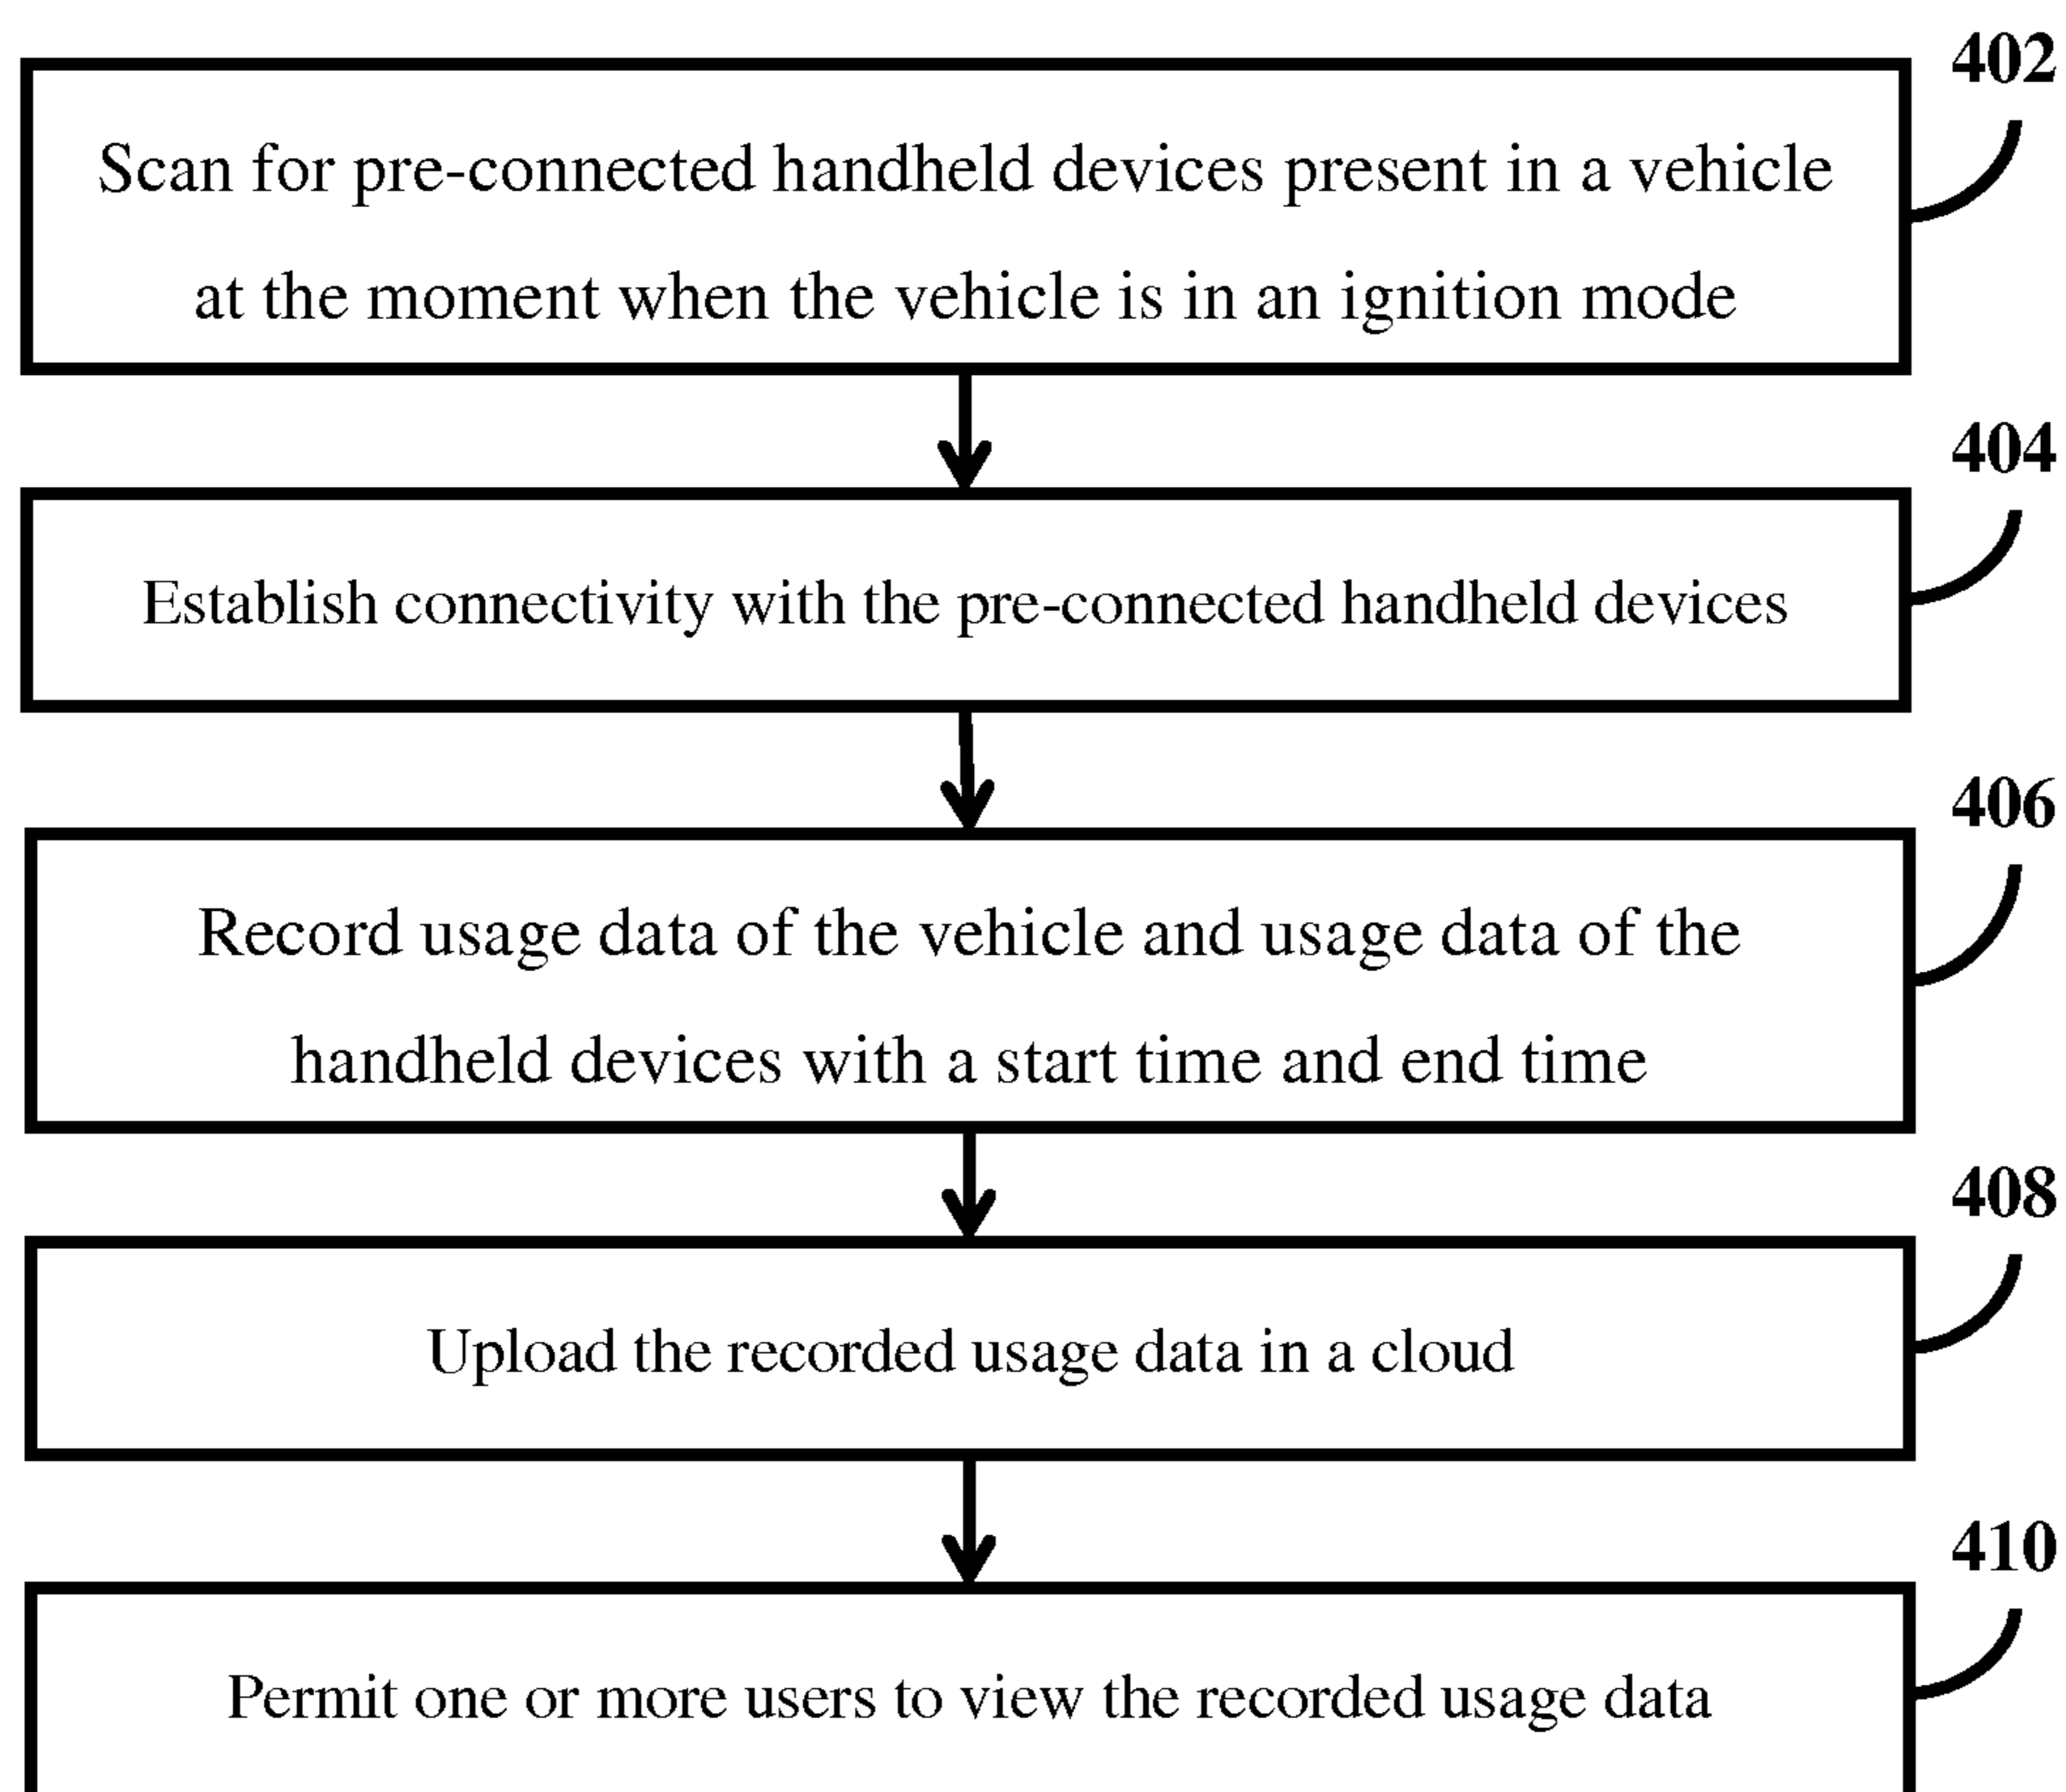 402
Scan for pre-connected handheld devices present in a vehicle
at the moment when the vehicle is in an ignition mode
404
Establish connectivity with the pre-connected handheld devices
406
Record usage data of the vehicle and usage data of the
handheld devices with a start time and end time
408
Upload the recorded usage data in a cloud
410
Permit one or more users to view the recorded usage data